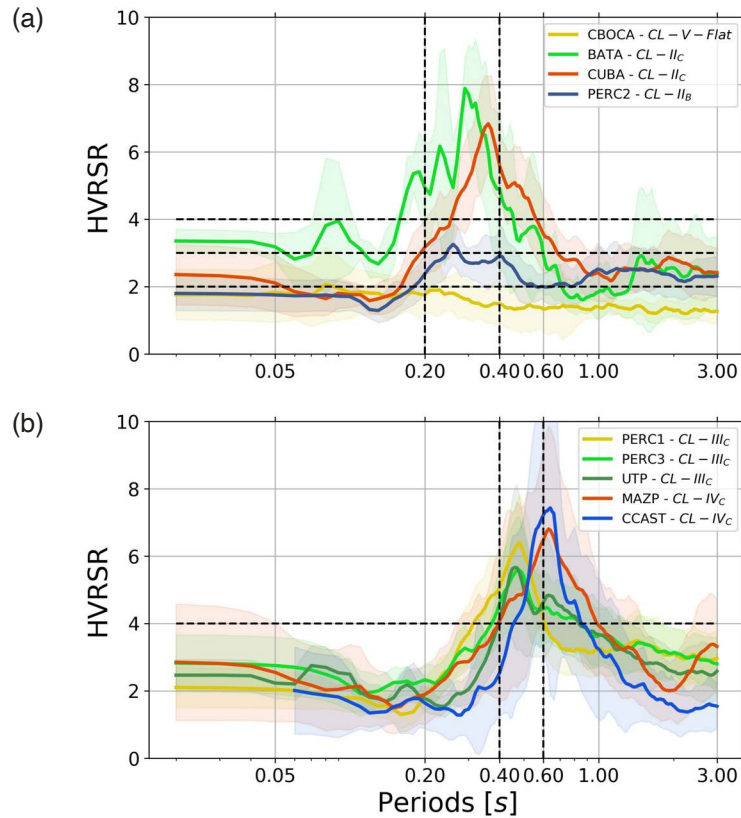 (a)
HVRSR
10
8
6
4
2
0
CBOCA - CL − V − Flat
BATA - CL − II_C
CUBA - CL − II_C
PERC2 - CL − II_B
0.05
0.20
0.40
0.60
1.00
3.00
(b)
HVRSR
10
8
6
4
2
0
PERC1 - CL − III_C
PERC3 - CL − III_C
UTP - CL − III_C
MAZP - CL − IV_C
CCAST - CL − IV_C
0.05
0.20
0.40
0.60
1.00
3.00
Periods [s]